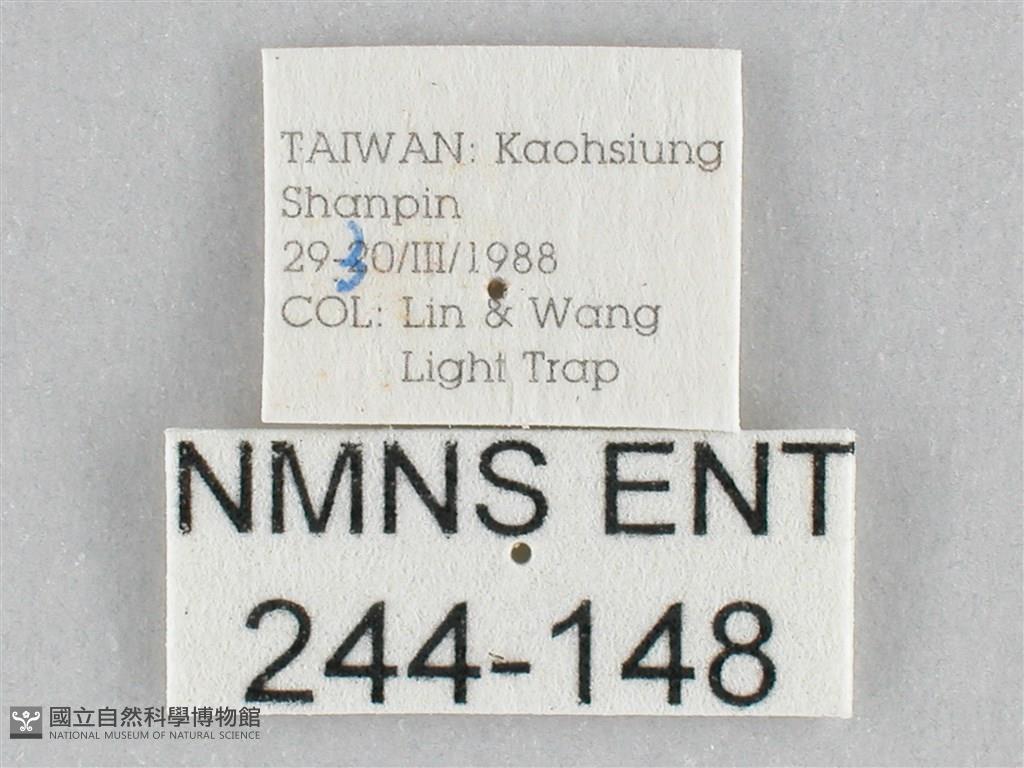 TAIWAN: Kaohsiung
Shanpin
29-30/III/1988
COL: Lin & Wang
Light Trap
NMNS ENT
244-148
國立自然科學博物館
NATIONAL MUSEUM OF NATURAL SCIENCE